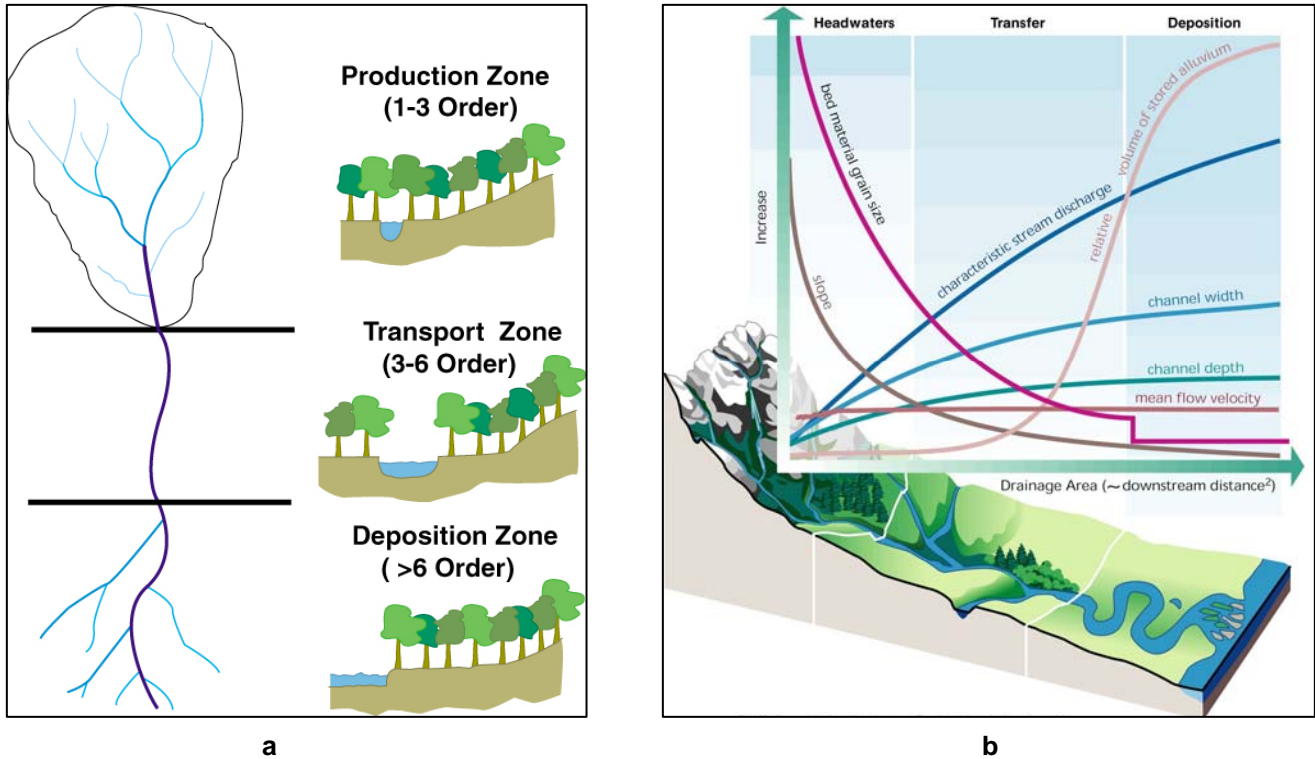 Production Zone
(1-3 Order)
Transport Zone
(3-6 Order)
Deposition Zone
( >6 Order)
a
Headwaters
Transfer
Deposition
Increase
bed material grain size
slope
characteristic stream discharge
relative volume of stored alluvium
channel width
channel depth
mean flow velocity
Drainage Area (~downstream distance²)
b